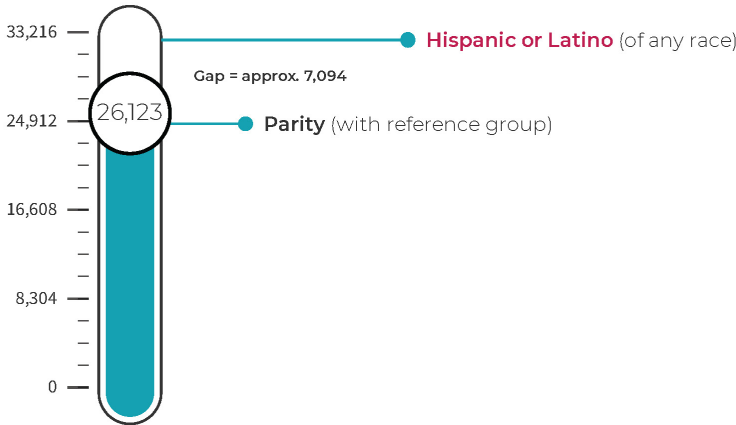 33,216
Hispanic or Latino (of any race)
Gap = approx. 7,094
26,123
24,912
Parity (with reference group)
16,608
8,304
0